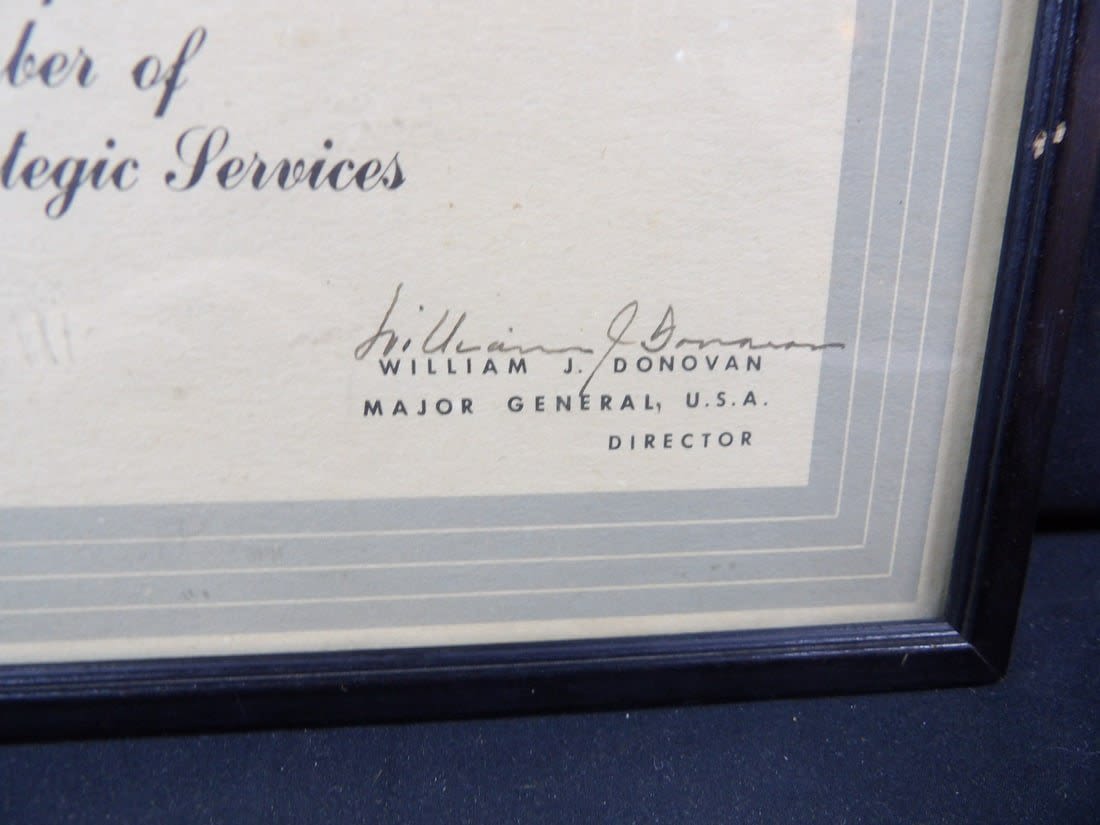 ber of
tegic Services
William J Donovan
WILLIAM J. DONOVAN
MAJOR GENERAL, U.S.A.
DIRECTOR